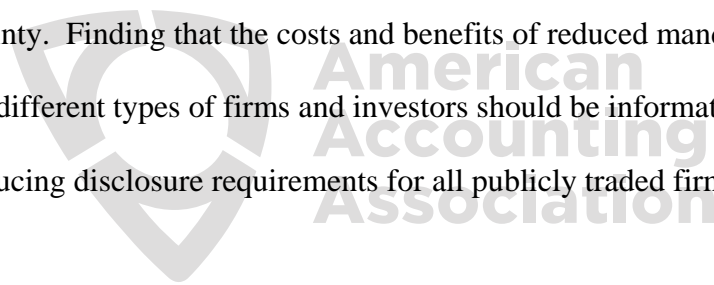 nty. Finding that the costs and benefits of reduced mand
American
different types of firms and investors should be informat
Accounting
ucing disclosure requirements for all publicly traded firm
Association